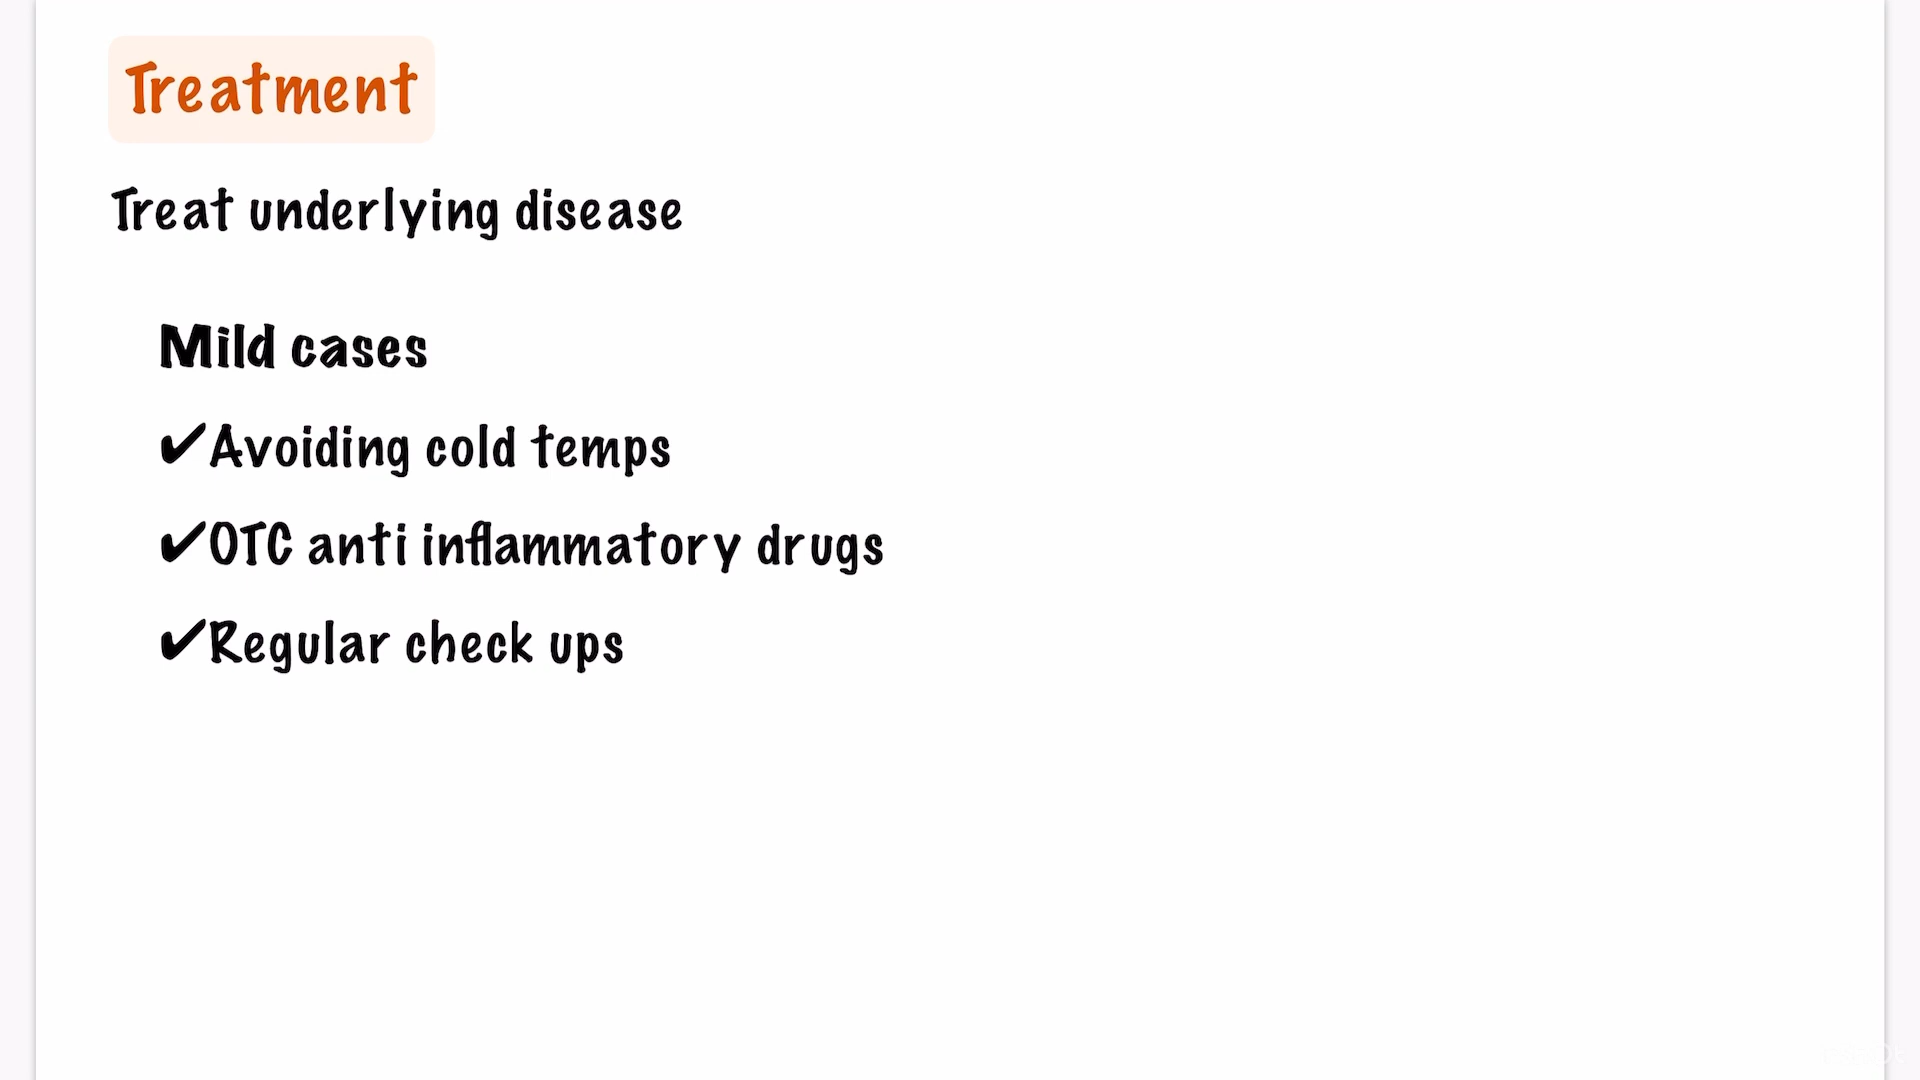 Treatment
Treat underlying disease
Mild cases
✔Avoiding cold temps
✔OTC anti inflammatory drugs
✔Regular check ups